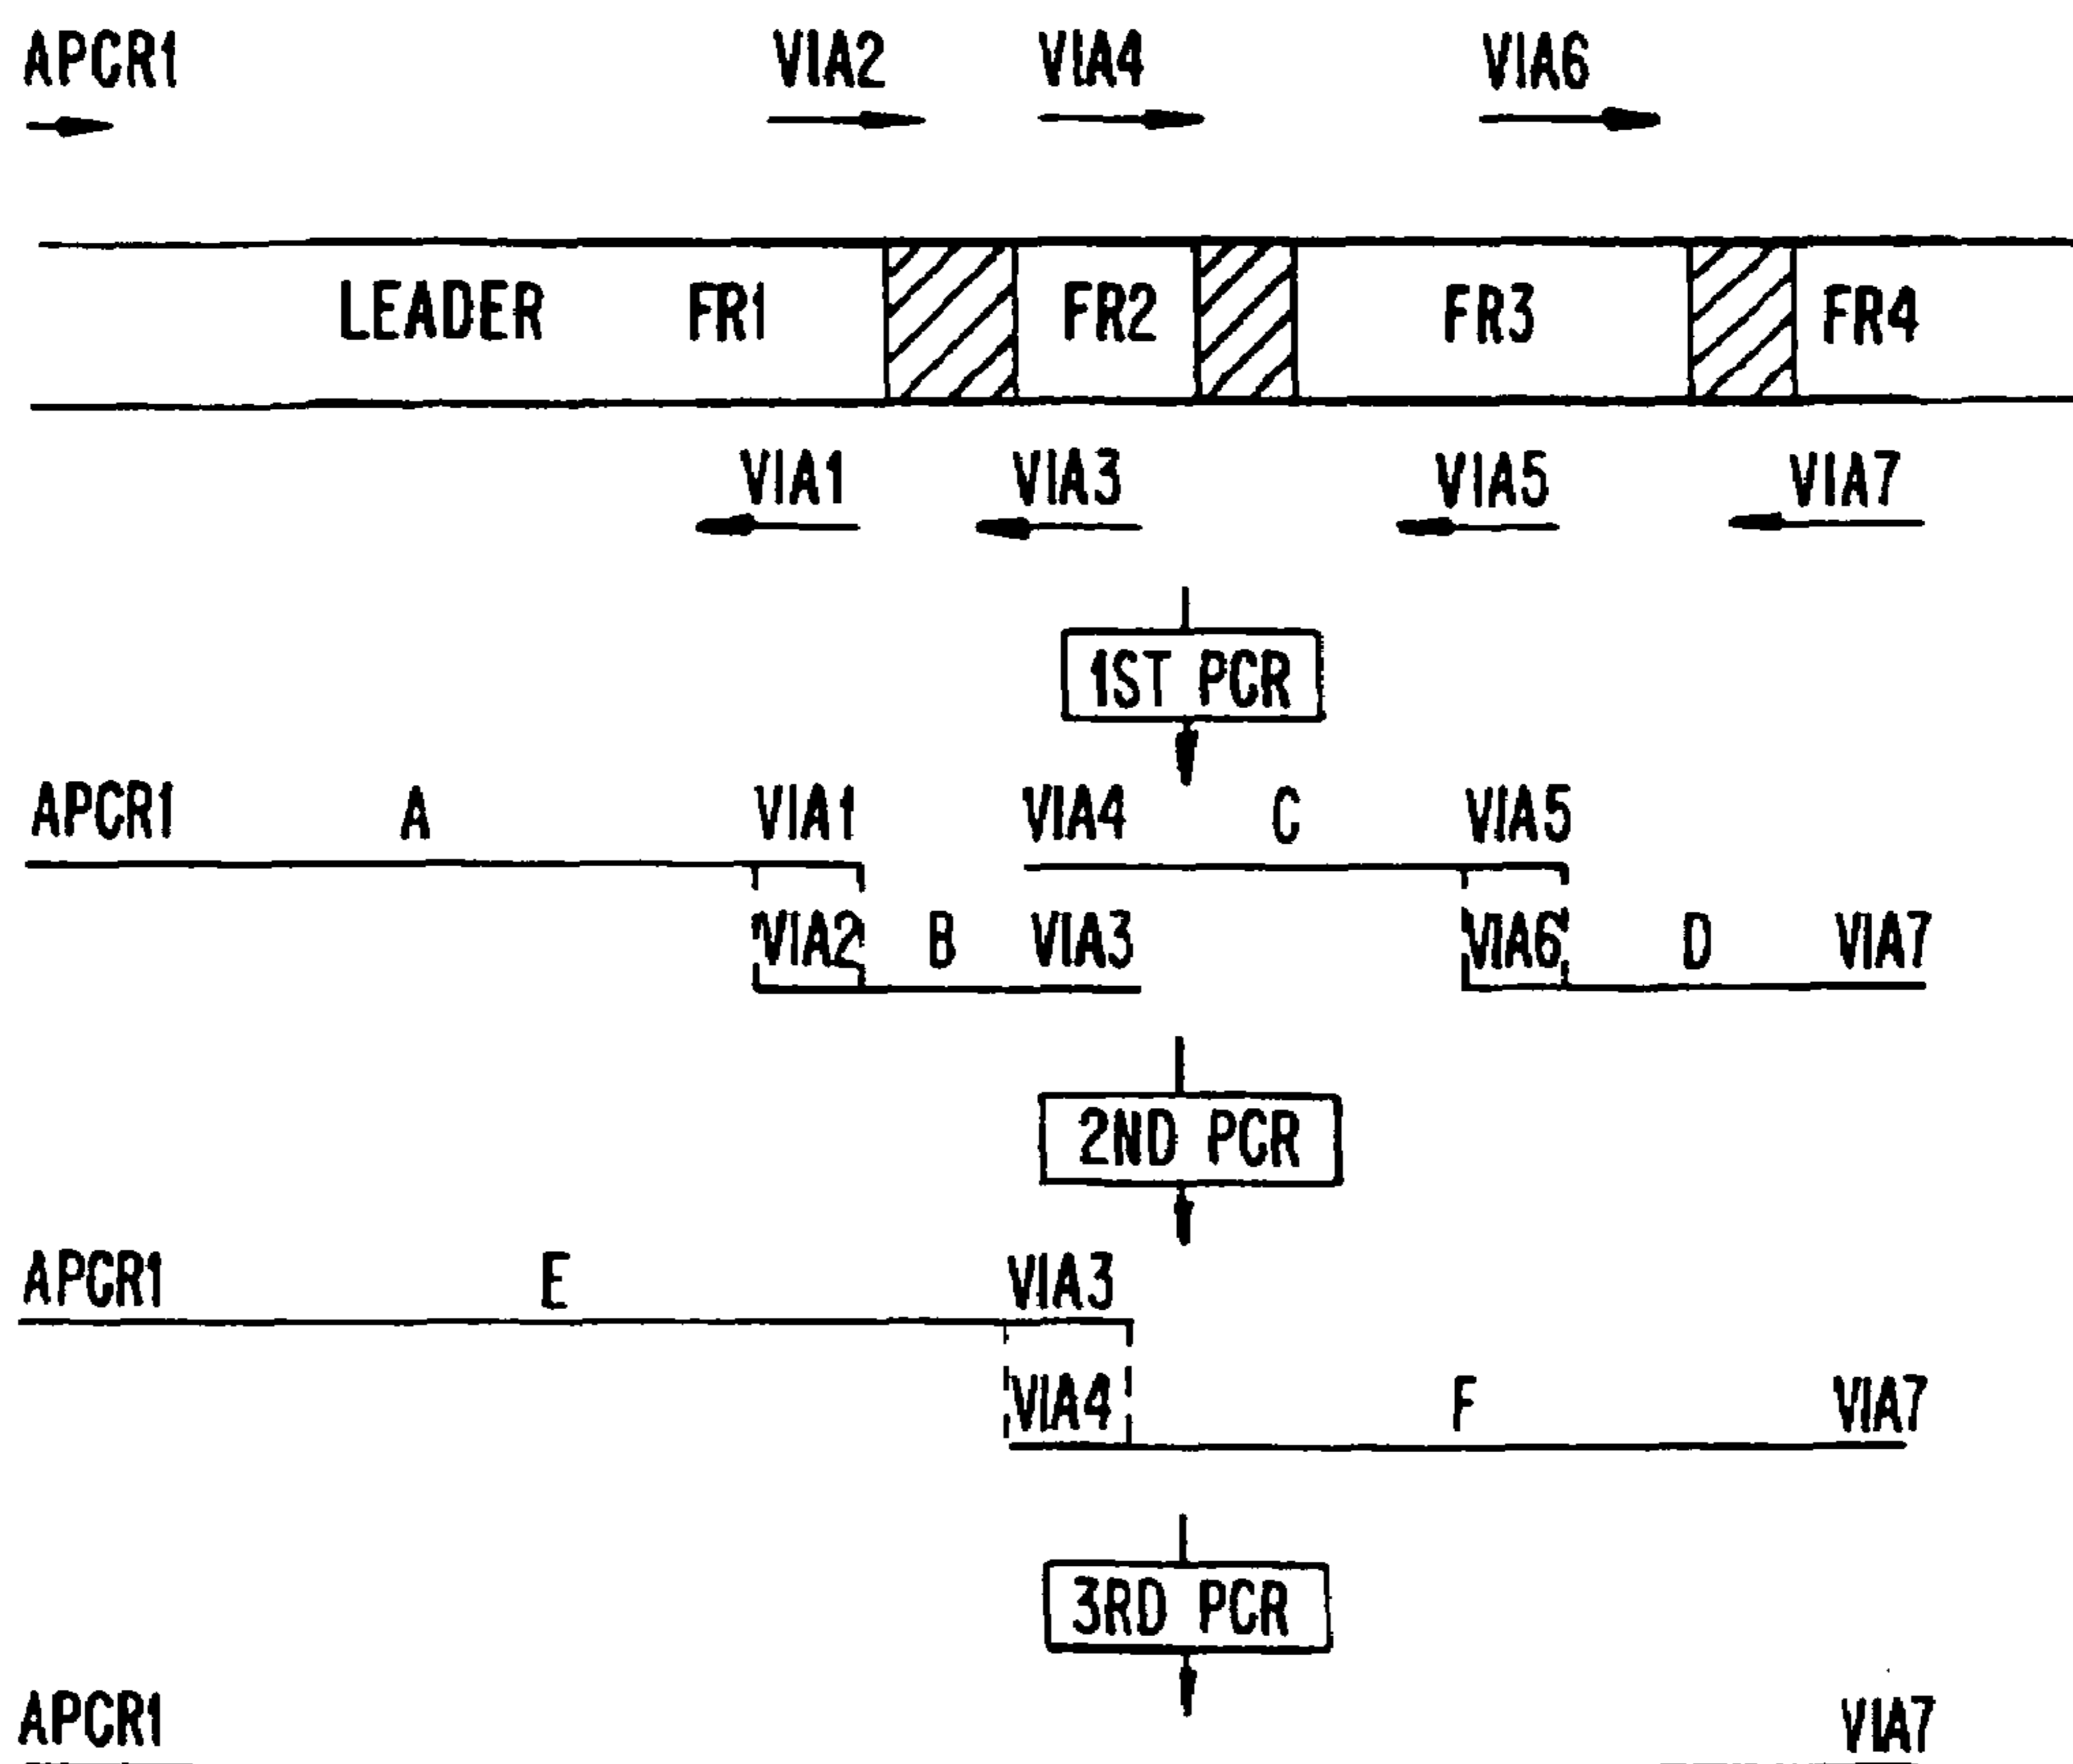 APCR1 VIA2 VIA4 VIA6
LEADER FR1 FR2 FR3 FR4
VIA1 VIA3 VIA5 VIA7
1ST PCR
APCR1 A VIA1 VIA4 C VIA5
VIA2 B VIA3 VIA6 D VIA7
2ND PCR
APCR1 E VIA3
VIA4 F VIA7
3RD PCR
APCR1 VIA7